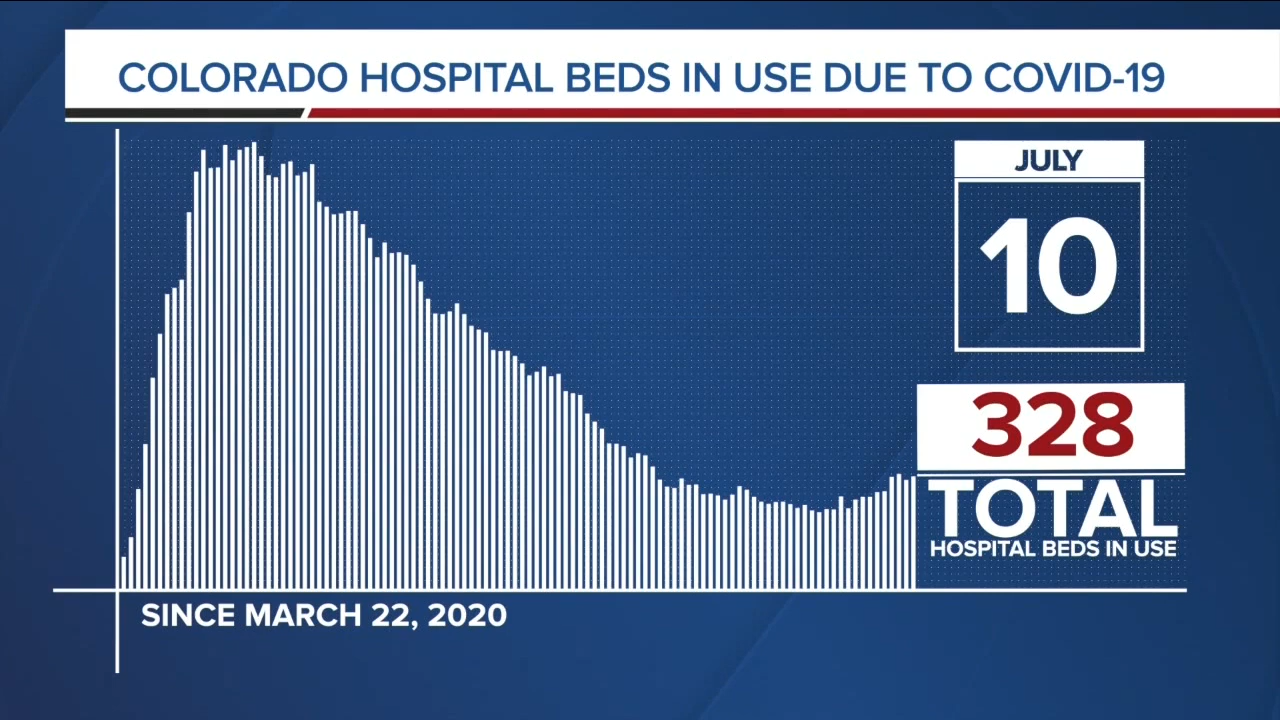 COLORADO HOSPITAL BEDS IN USE DUE TO COVID-19
JULY
10
328
TOTAL
HOSPITAL BEDS IN USE
SINCE MARCH 22, 2020